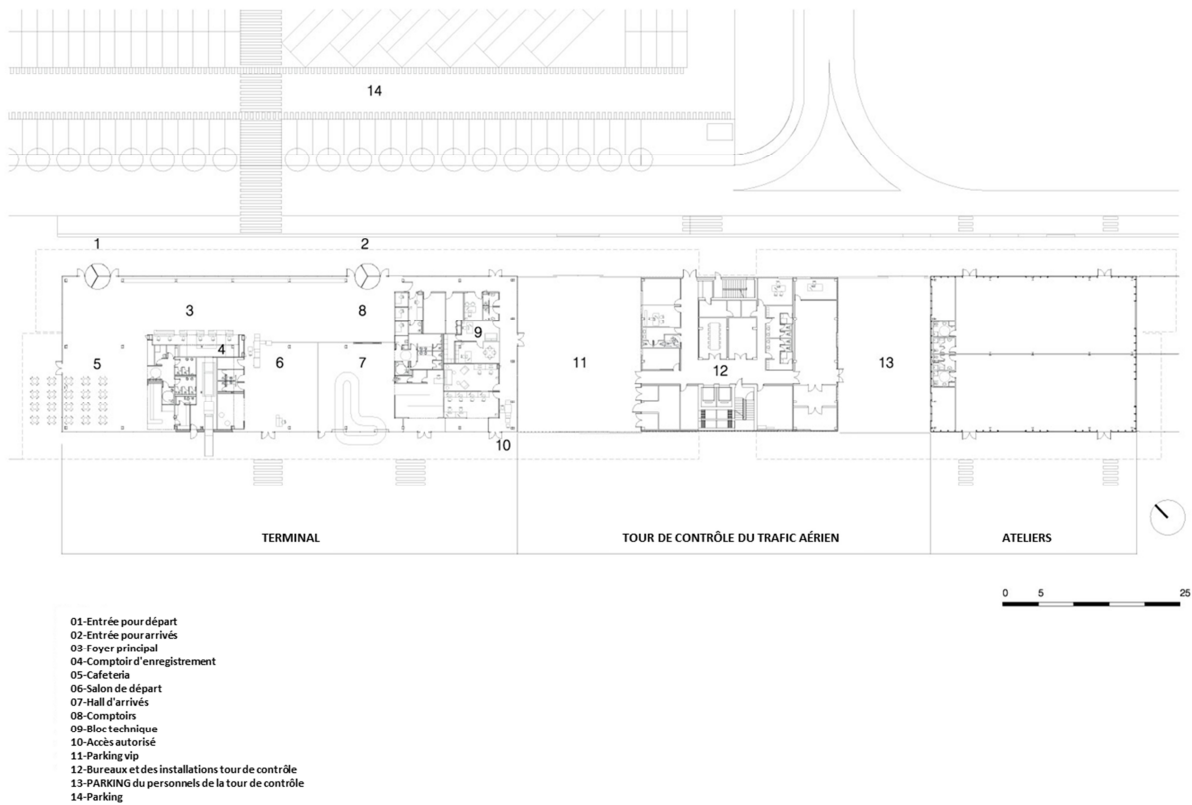 14
1
2
3
8
9
4
5
6
7
11
12
13
10
TERMINAL
TOUR DE CONTRÔLE DU TRAFIC AÉRIEN
ATELIERS
0 5 25
01-Entrée pour départ
02-Entrée pour arrivés
03-Foyer principal
04-Comptoir d'enregistrement
05-Cafeteria
06-Salon de départ
07-Hall d'arrivés
08-Comptoirs
09-Bloc technique
10-Accès autorisé
11-Parking vip
12-Bureaux et des installations tour de contrôle
13-PARKING du personnels de la tour de contrôle
14-Parking